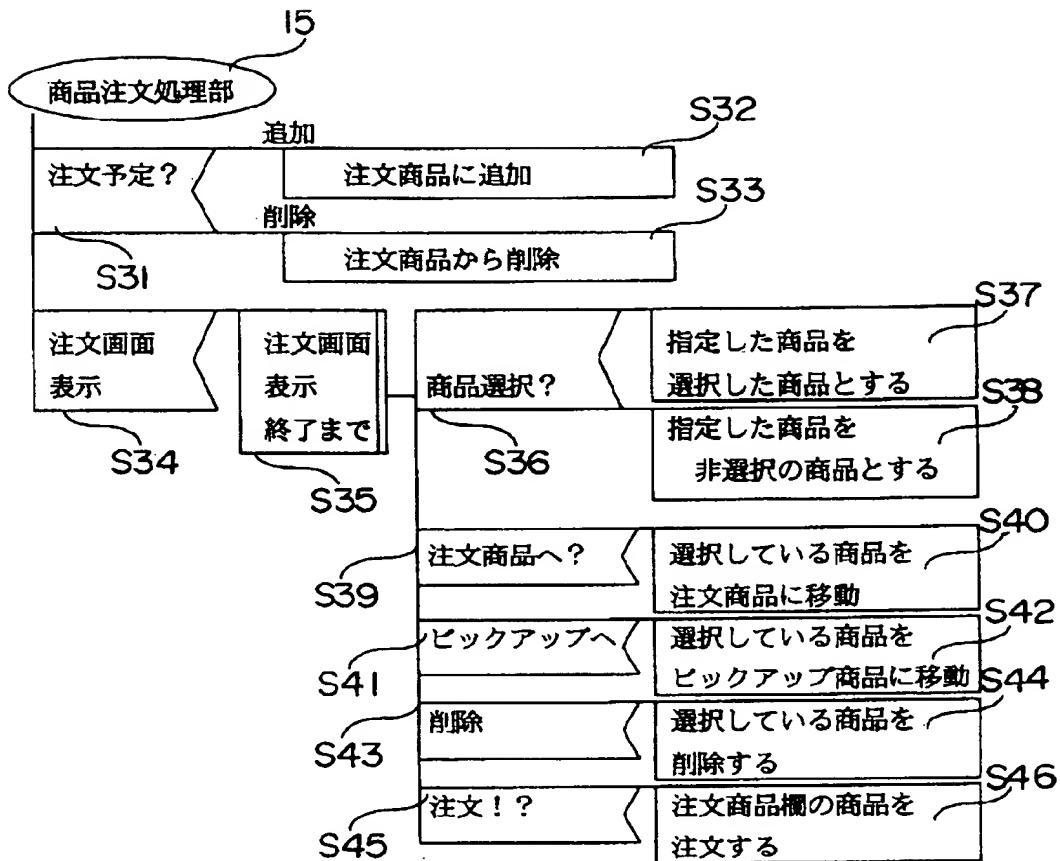 15
商品注文処理部
追加
S32
注文予定？
注文商品に追加
S33
削除
S31
注文商品から削除
S37
注文画面
表示
S34
注文画面
表示
終了まで
S35
商品選択？
S36
指定した商品を
選択した商品とする
S38
指定した商品を
非選択の商品とする
S40
注文商品へ？
S39
選択している商品を
注文商品に移動
S42
ピックアップへ
S41
選択している商品を
ピックアップ商品に移動
S44
削除
S43
選択している商品を
削除する
S46
注文！？
S45
注文商品欄の商品を
注文する